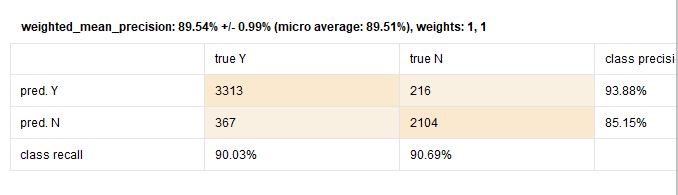 weighted_mean_precision: 89.54% +/- 0.99% (micro average: 89.51%), weights: 1, 1
true Y true N class precisi
pred. Y 3313 216 93.88%
pred. N 367 2104 85.15%
class recall 90.03% 90.69%